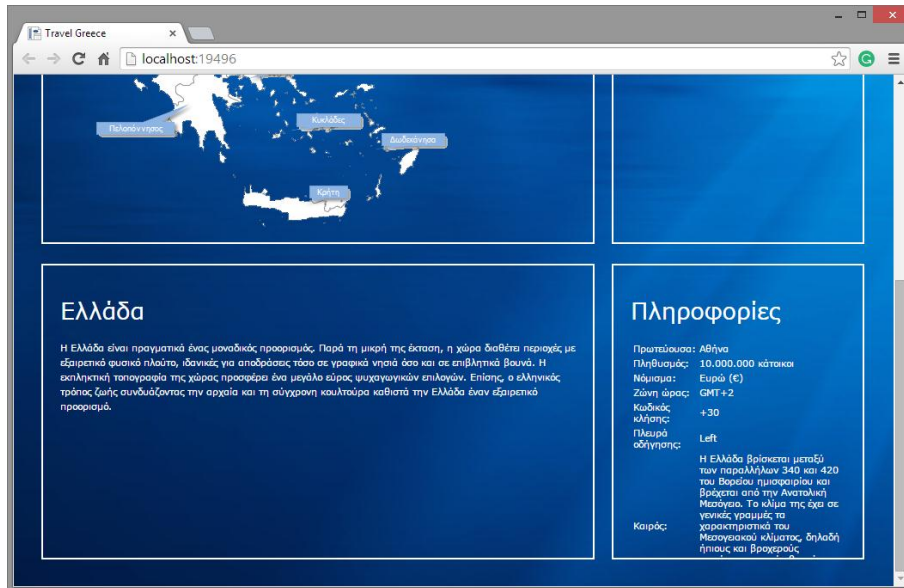 Travel Greece
localhost:19496
Κυκλάδες
Πελοπόννησος
Δωδεκάνησα
Κρήτη
Ελλάδα
Η Ελλάδα είναι πραγματικά ένας μοναδικός προορισμός. Παρά τη μικρή της έκταση, η χώρα διαθέτει περιοχές με
εξαιρετικό φυσικό πλούτο, ιδανικές για αποδράσεις τόσο σε γραφικά νησιά όσο και σε επιβλητικά βουνά. Η
εκπληκτική τοπογραφία της χώρας προσφέρει ένα μεγάλο εύρος ψυχαγωγικών επιλογών. Επίσης, ο ελληνικός
τρόπος ζωής συνδυάζοντας την αρχαία και τη σύγχρονη κουλτούρα καθιστά την Ελλάδα έναν εξαιρετικό
προορισμό.
Πληροφορίες
Πρωτεύουσα: Αθήνα
Πληθυσμός: 10.000.000 κάτοικοι
Νόμισμα: Ευρώ (€)
Ζώνη ώρας: GMT+2
Κωδικός
κλήσης: +30
Πλευρά
οδήγησης: Left
Καιρός:
Η Ελλάδα βρίσκεται μεταξύ
των παραλλήλων 340 και 420
του Βορείου ημισφαιρίου και
βρέχεται από την Ανατολική
Μεσόγειο. Το κλίμα της έχει σε
γενικές γραμμές τα
χαρακτηριστικά του
Μεσογειακού κλίματος, δηλαδή
ήπιους και βροχερούς